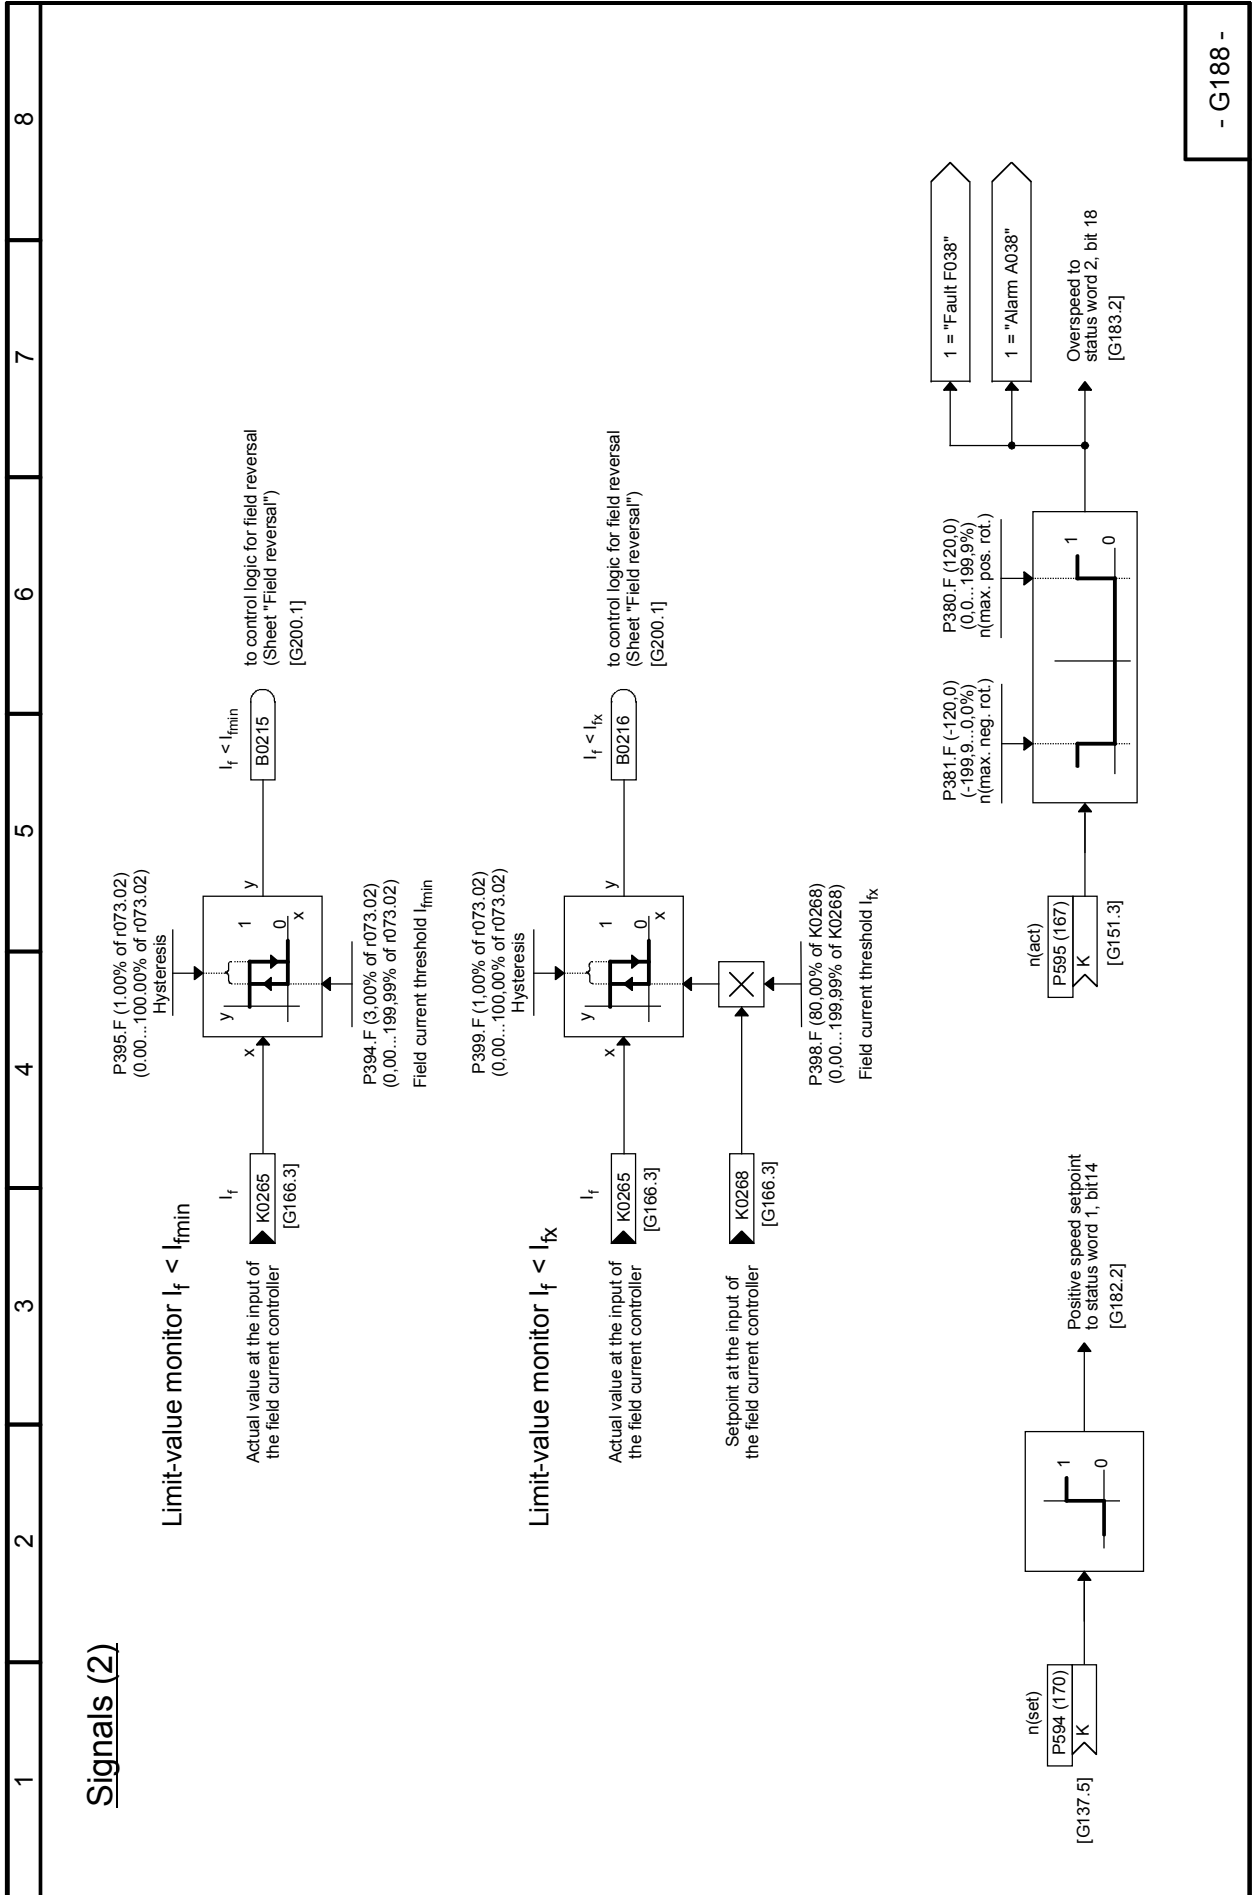 1 2 3 4 5 6 7 8
Signals (2)
Limit-value monitor If < Ifmin
P395.F (1.00% of r073.02)
(0.00...100.00% of r073.02)
Hysteresis
If
K0265
[G166.3]
Actual value at the input of
the field current controller
x
y
1
0
x
y
P394.F (3,00% of r073.02)
(0,00...199,99% of r073.02)
Field current threshold Ifmin
If < Ifmin
B0215
to control logic for field reversal
(Sheet "Field reversal")
[G200.1]
Limit-value monitor If < Ifx
P399.F (1,00% of r073.02)
(0,00...100,00% of r073.02)
Hysteresis
If
K0265
[G166.3]
Actual value at the input of
the field current controller
x
y
1
0
x
y
If < Ifx
B0216
to control logic for field reversal
(Sheet "Field reversal")
[G200.1]
Setpoint at the input of
the field current controller
K0268
[G166.3]
P398.F (80,00% of K0268)
(0,00...199,99% of K0268)
Field current threshold Ifx
n(set)
P594 (170)
K
[G137.5]
1
0
Positive speed setpoint
to status word 1, bit14
[G182.2]
n(act)
P595 (167)
K
[G151.3]
P381.F (-120,0)
(-199,9...0,0%)
n(max. neg. rot.)
P380.F (120,0)
(0,0...199,9%)
n(max. pos. rot.)
1
0
1 = "Fault F038"
1 = "Alarm A038"
Overspeed to
status word 2, bit 18
[G183.2]
- G188 -